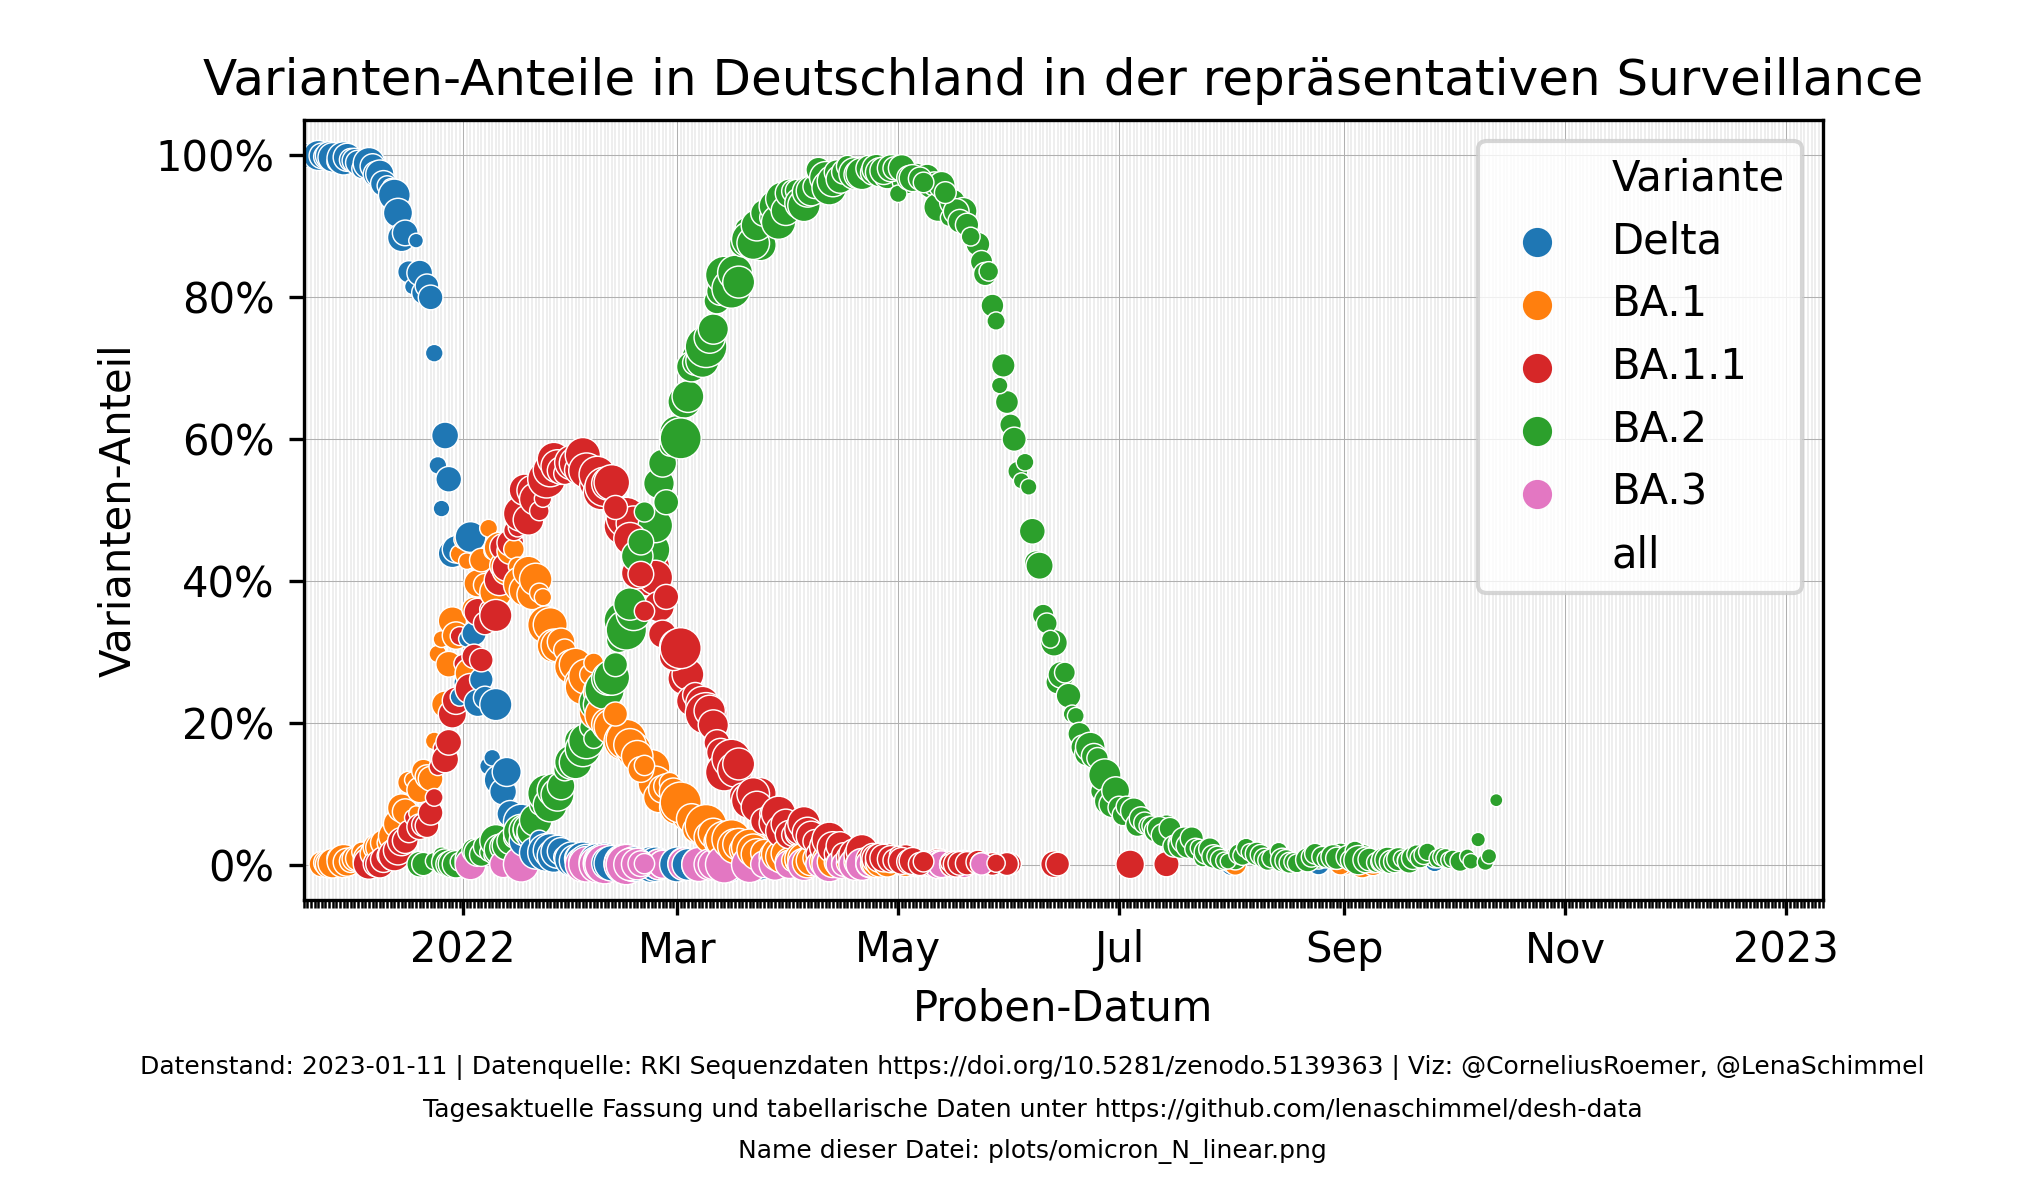 Varianten-Anteile in Deutschland in der repräsentativen Surveillance
Varianten-Anteil
100%
80%
60%
40%
20%
0%
Variante
Delta
BA.1
BA.1.1
BA.2
BA.3
all
2022
Mar
May
Jul
Sep
Nov
2023
Proben-Datum
Datenstand: 2023-01-11 | Datenquelle: RKI Sequenzdaten https://doi.org/10.5281/zenodo.5139363 | Viz: @CorneliusRoemer, @LenaSchimmel
Tagesaktuelle Fassung und tabellarische Daten unter https://github.com/lenaschimmel/desh-data
Name dieser Datei: plots/omicron_N_linear.png